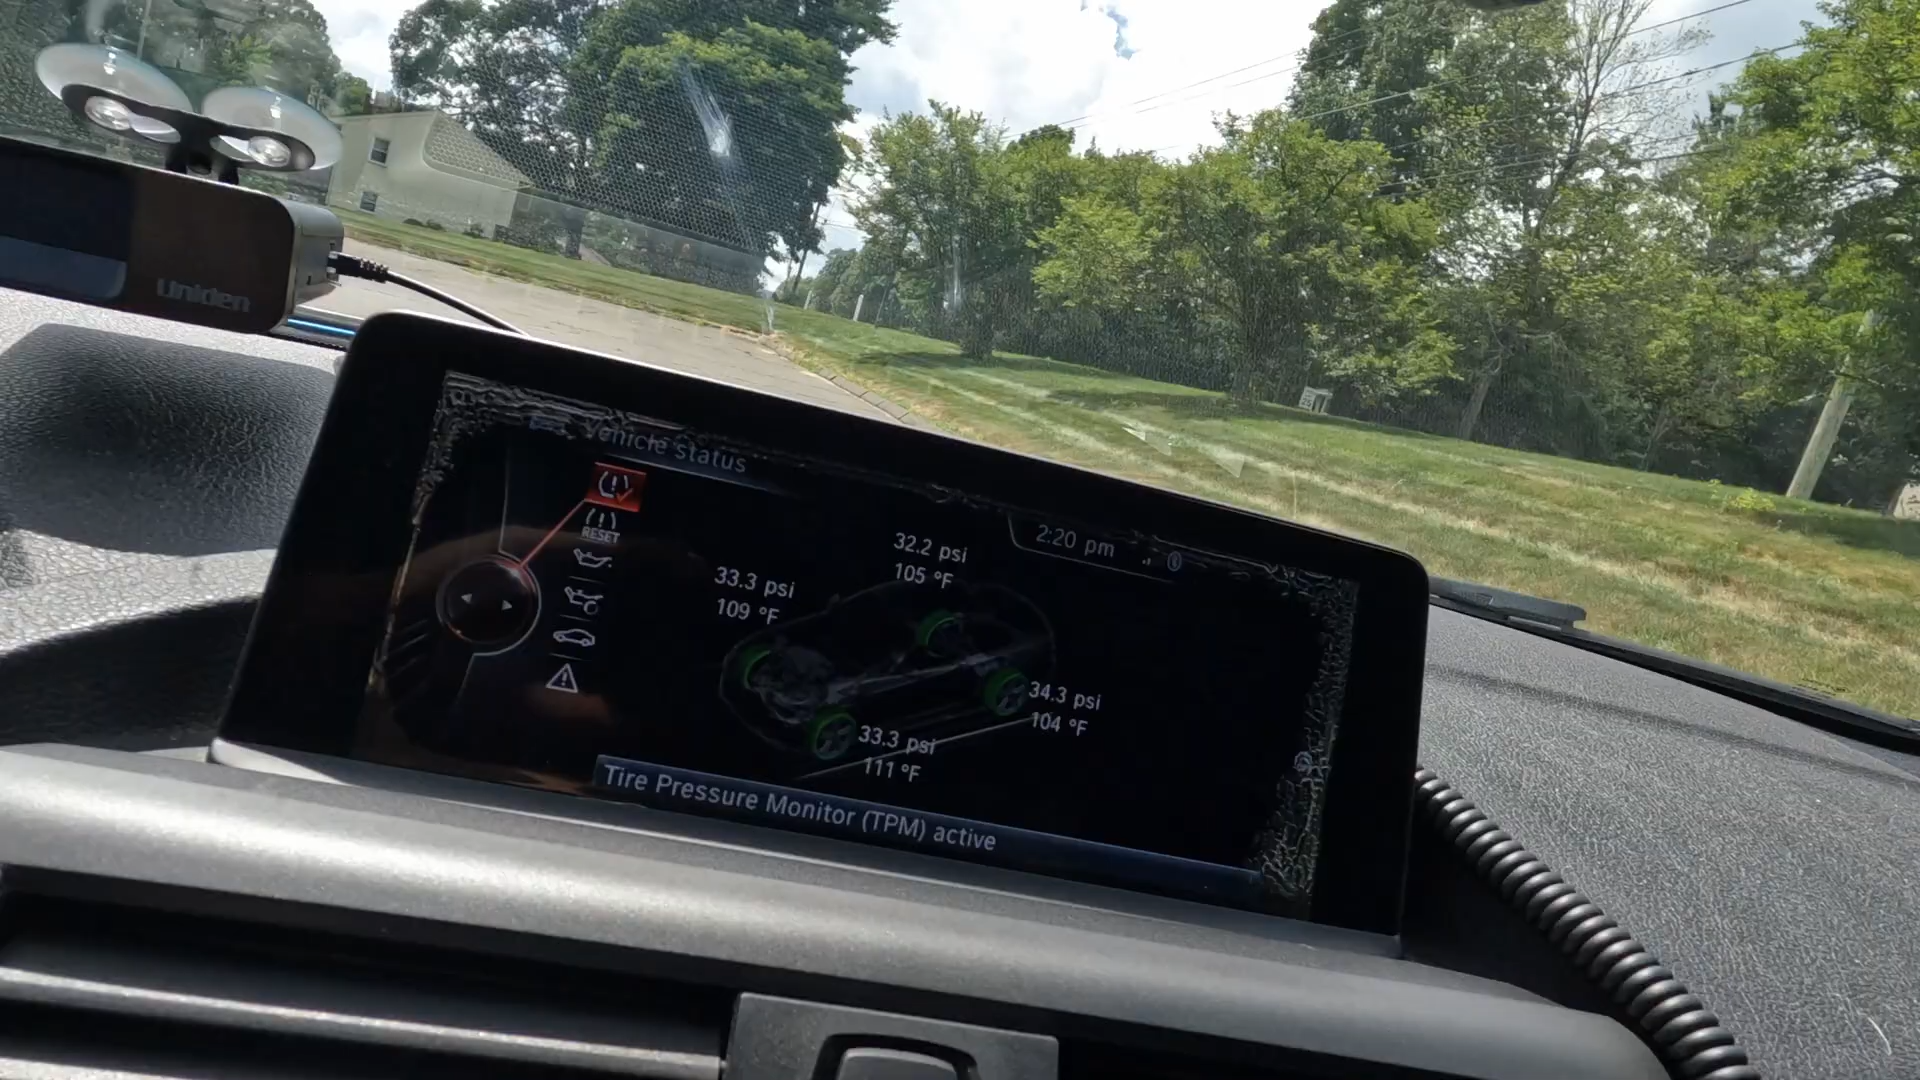 Uniden
Vehicle status
2:20 pm
RESET
32.2 psi
105 °F
33.3 psi
109 °F
34.3 psi
104 °F
33.3 psi
111 °F
Tire Pressure Monitor (TPM) active